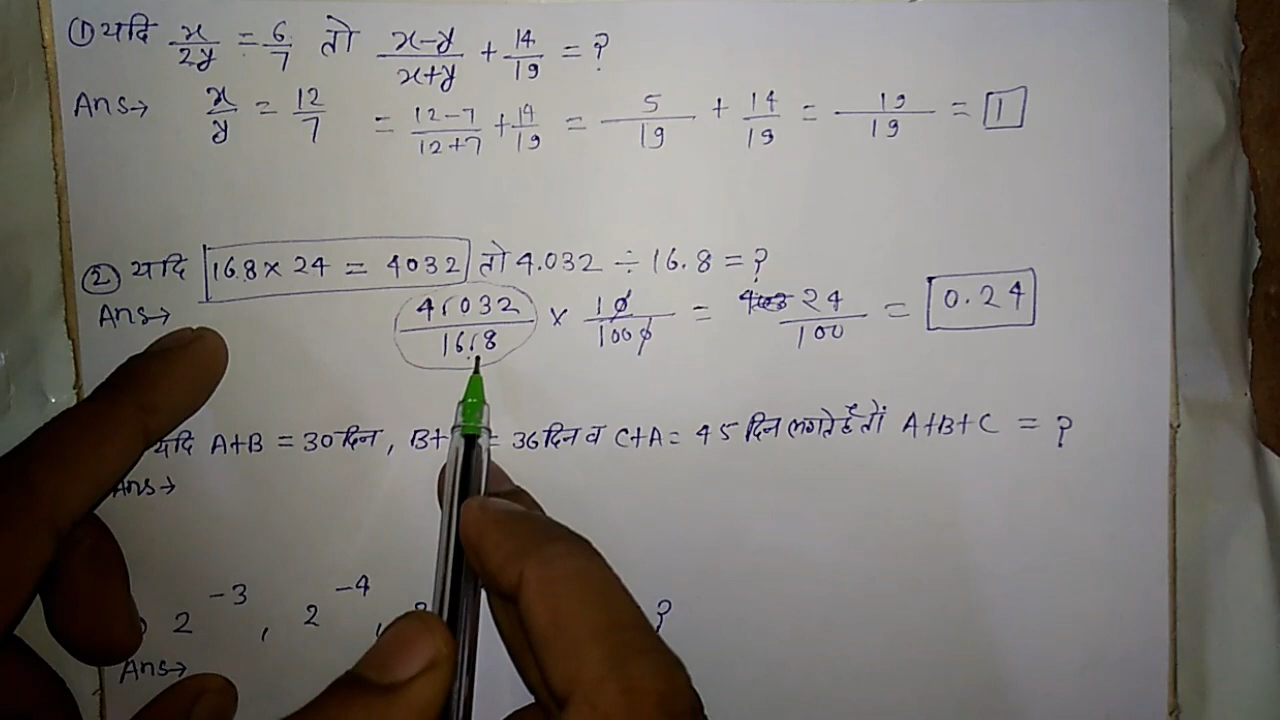 ① यदि x/2y = 6/7 तो x-y/x+y + 14/19 = ?
Ans→ x/y = 12/7 = 12-7/12+7 + 14/19 = 5/19 + 14/19 = 19/19 = 1
② यदि 168 × 24 = 4032 तो 4.032 ÷ 16.8 = ?
Ans→ 4.032/16.8 × 10/1000 = 24/100 = 0.24
यदि A+B = 30 दिन, B+ = 36 दिन व C+A = 45 दिन लगते हैं तों A+B+C = ?
Ans→
2^-3, 2^-4, ?
Ans→